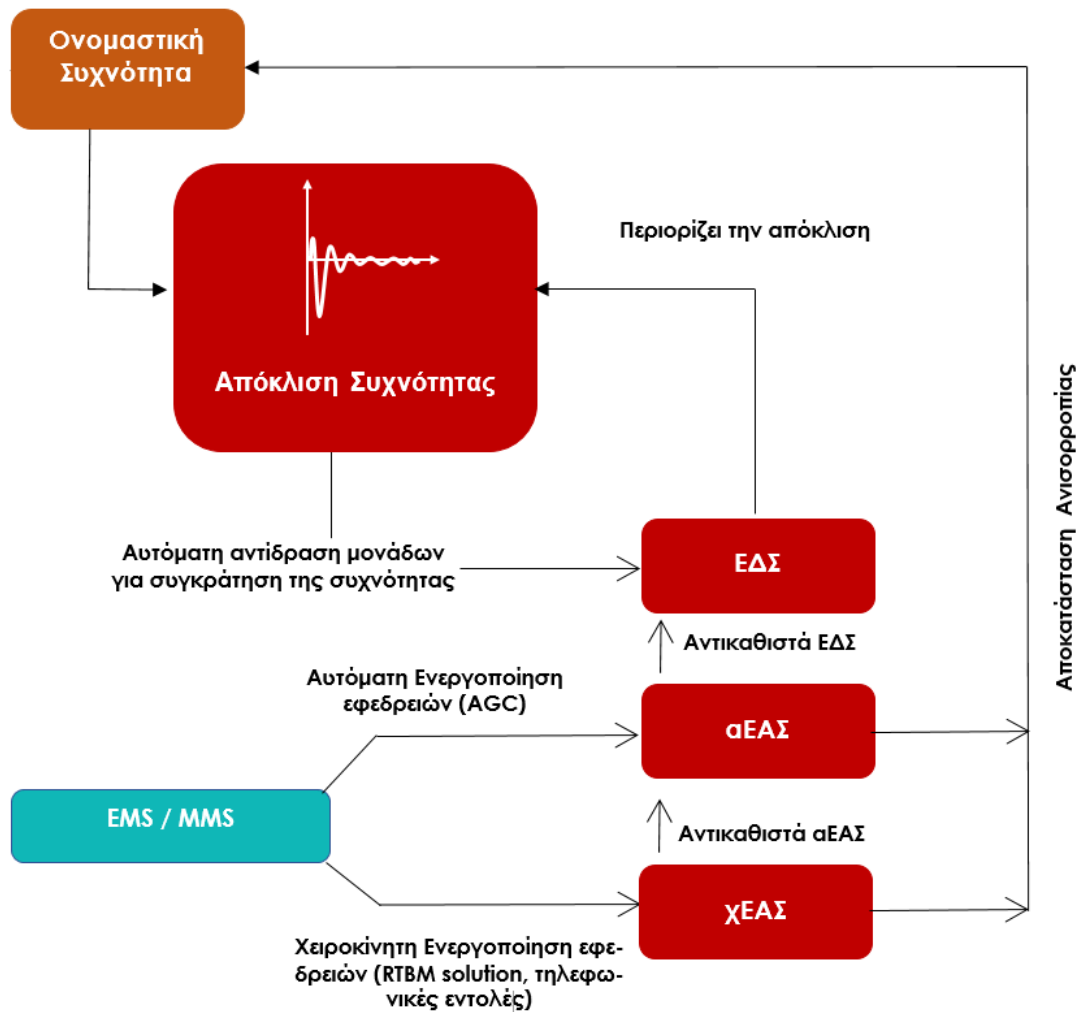 Ονομαστική
Συχνότητα
Περιορίζει την απόκλιση
Απόκλιση Συχνότητας
Αποκατάσταση Ανισορροπίας
Αυτόματη αντίδραση μονάδων
για συγκράτηση της συχνότητας
ΕΔΣ
Αντικαθιστά ΕΔΣ
Αυτόματη Ενεργοποίηση
εφεδρειών (AGC)
αΕΑΣ
EMS / MMS
Αντικαθιστά αΕΑΣ
χΕΑΣ
Χειροκίνητη Ενεργοποίηση εφε-
δρειών (RTBM solution, τηλεφω-
νικές εντολές)